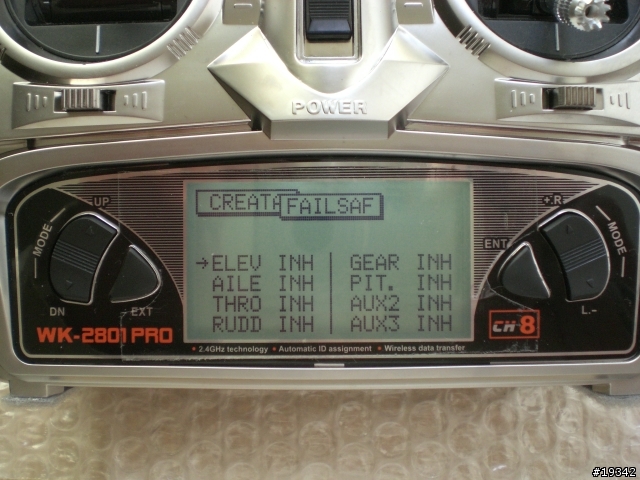 POWER
UP
MODE
DN
EXT
WK-2801 PRO
CREATA
FAILSAF
→ELEV INH
AILE INH
THRO INH
RUDD INH
GEAR INH
PIT. INH
AUX2 INH
AUX3 INH
+.R
MODE
ENT
L.-
CH 8
• 2.4GHz technology • Automatic ID assignment • Wireless data transfer
#19342